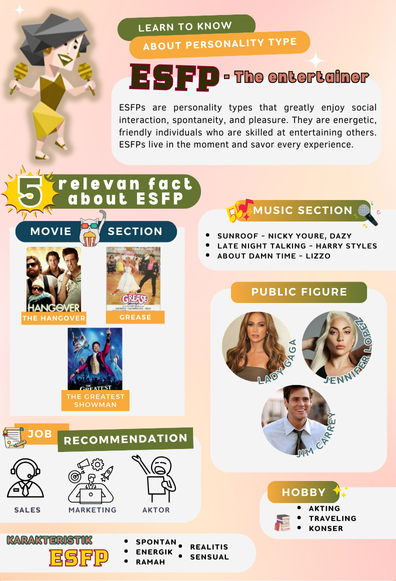 LEARN TO KNOW
ABOUT PERSONALITY TYPE
ESFP - The entertainer
ESFPs are personality types that greatly enjoy social
interaction, spontaneity, and pleasure. They are energetic,
friendly individuals who are skilled at entertaining others.
ESFPs live in the moment and savor every experience.
5 relevan fact
about ESFP
MOVIE SECTION
HANGOVER
THE HANGOVER
GREASE
GREASE
THE GREATEST
SHOWMAN
MUSIC SECTION
SUNROOF - NICKY YOURE, DAZY
LATE NIGHT TALKING - HARRY STYLES
ABOUT DAMN TIME - LIZZO
PUBLIC FIGURE
LADY GAGA
JENNIFER LOPEZ
JIM CARREY
JOB
RECOMMENDATION
SALES
MARKETING
AKTOR
HOBBY
AKTING
TRAVELING
KONSER
KARAKTERISTIK
ESFP
SPONTAN
ENERGIK
RAMAH
REALITIS
SENSUAL